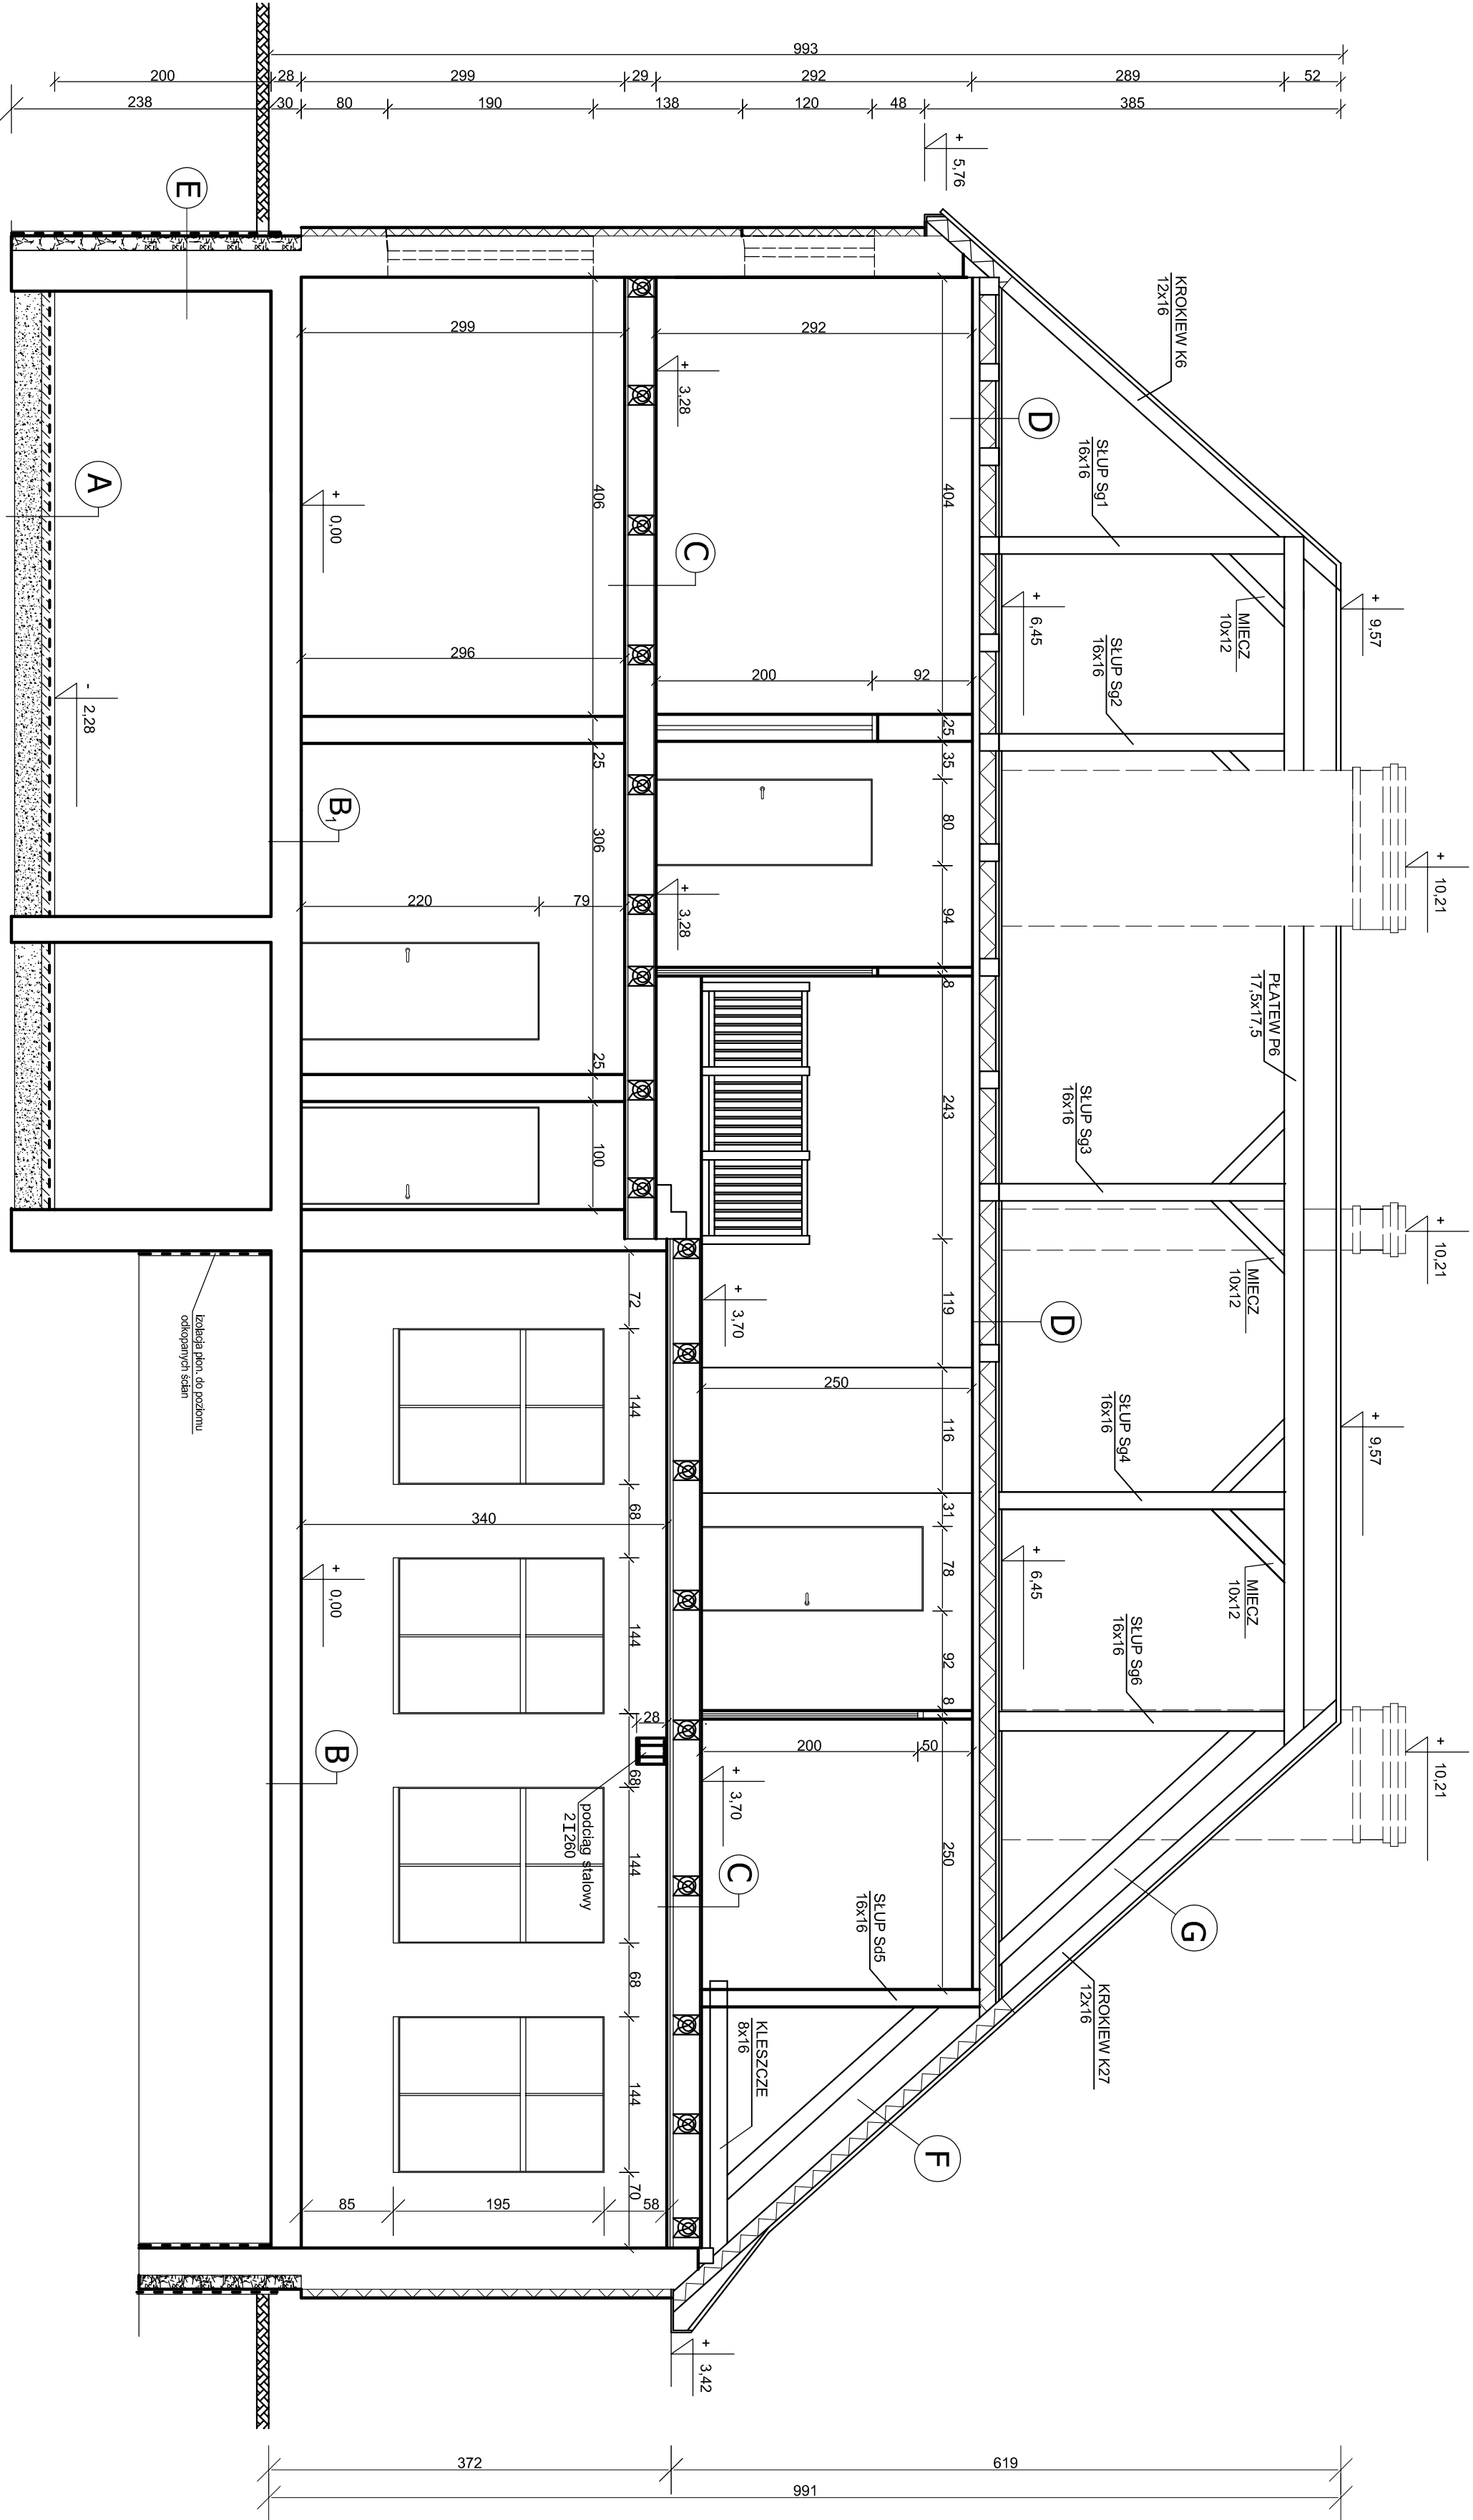 993
200
28
299
29
292
289
52
238
30
80
190
138
120
48
385
+
5,76
E
KROKIEW K6
12x16
299
292
+
3,28
D
A
+
0,00
406
404
C
SŁUP Sg1
16x16
+
6,45
MIECZ
10x12
+
9,57
-
2,28
296
200
92
SŁUP Sg2
16x16
25
25
35
B1
306
80
+
10,21
220
79
+
3,28
94
8
PŁATEW P6
17,5x17,5
25
100
243
SŁUP Sg3
16x16
+
10,21
izolacja pion. do poziomu
odkopanych ścian
72
+
3,70
119
D
MIECZ
10x12
144
250
116
SŁUP Sg4
16x16
+
9,57
68
340
31
+
0,00
78
+
6,45
MIECZ
10x12
144
92
SŁUP Sg6
16x16
8
28
B
68
200
50
+
3,70
+
10,21
podciąg stalowy
2I260
144
250
C
SŁUP Sd5
16x16
G
68
KROKIEW K27
12x16
KLESZCZE
8x16
144
F
70
85
195
58
+
3,42
372
619
991